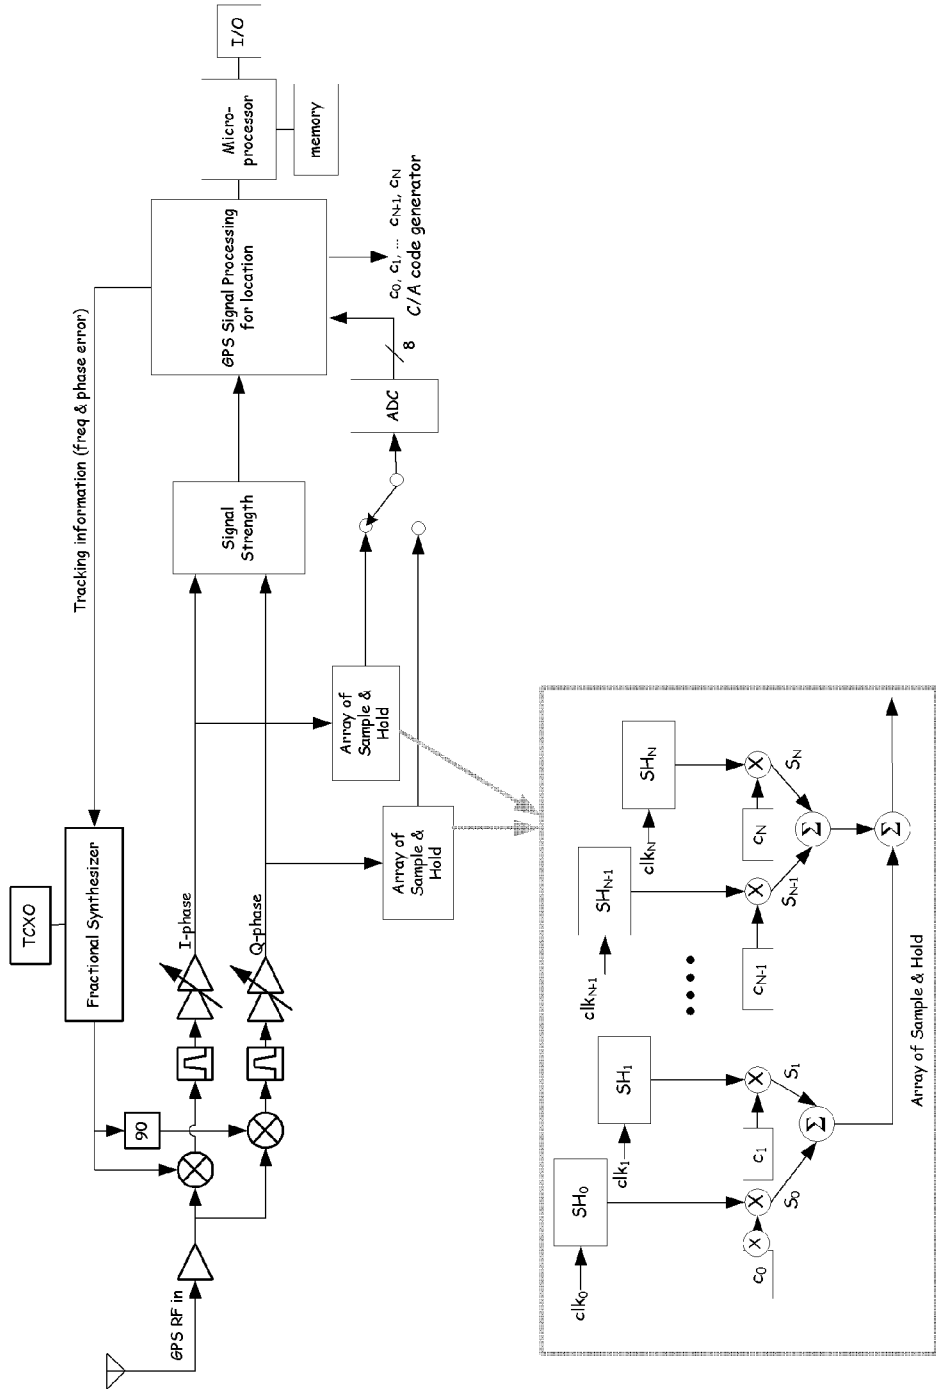 TCXO
Fractional Synthesizer
Tracking information (freq & phase error)
GPS RF in
90
I-phase
Q-phase
Signal
Strength
GPS Signal Processing
for location
Micro-
processor
I/O
memory
Array of
Sample &
Hold
Array of
Sample &
Hold
ADC
8
c0, c1, ... cN-1, cN
C/A code generator
clk0
SH0
clk1
SH1
clkN-1
SHN-1
clkN
SHN
c0
X
X
S0
c1
X
S1
Σ
cN-1
X
SN-1
cN
X
SN
Σ
Σ
Array of Sample & Hold